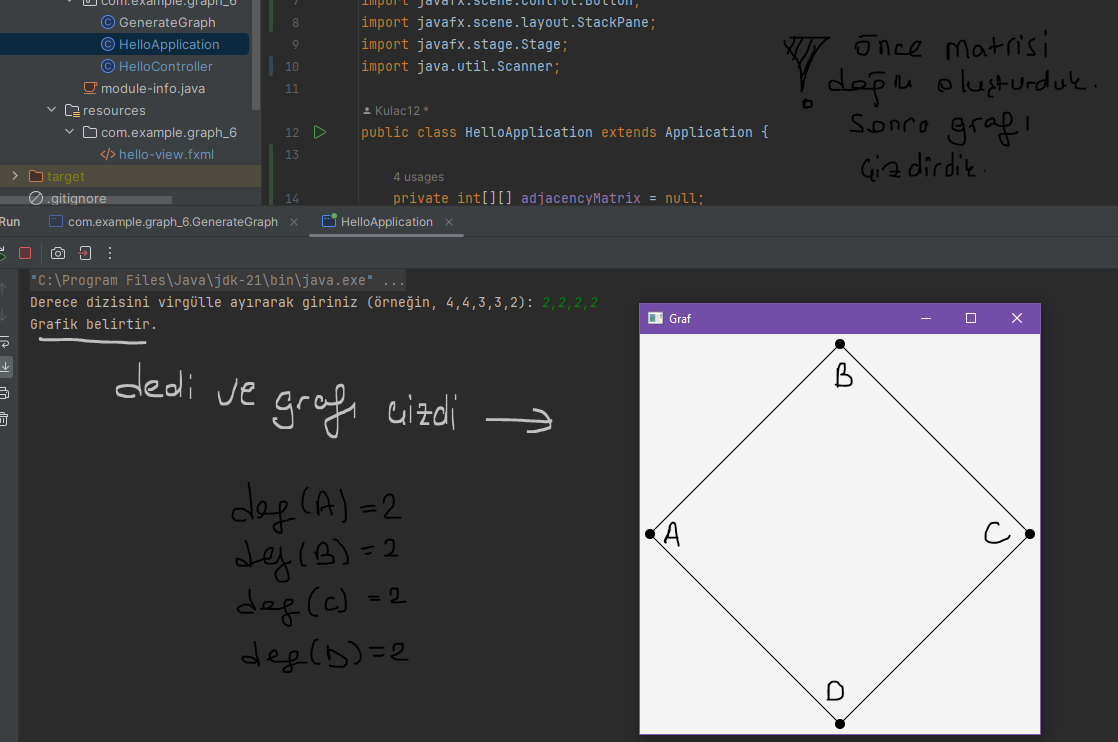 com.example.graph_6
GenerateGraph
HelloApplication
HelloController
module-info.java
resources
com.example.graph_6
hello-view.fxml
target
.gitignore
7 import javafx.scene.control.Button;
8 import javafx.scene.layout.StackPane;
9 import javafx.stage.Stage;
10 import java.util.Scanner;
11
Kulac12 *
12 public class HelloApplication extends Application {
13
4 usages
14 private int[][] adjacencyMatrix = null;
önce matrisi
doğru oluşturduk.
sonra grafı
çizdirdik.
Run com.example.graph_6.GenerateGraph HelloApplication
"C:\Program Files\Java\jdk-21\bin\java.exe" ...
Derece dizisini virgülle ayırarak giriniz (örneğin, 4,4,3,3,2): 2,2,2,2
Grafik belirtir.
dedi ve grafı çizdi
deg(A)=2
deg(B)=2
deg(C)=2
deg(D)=2
Graf
B
A
C
D